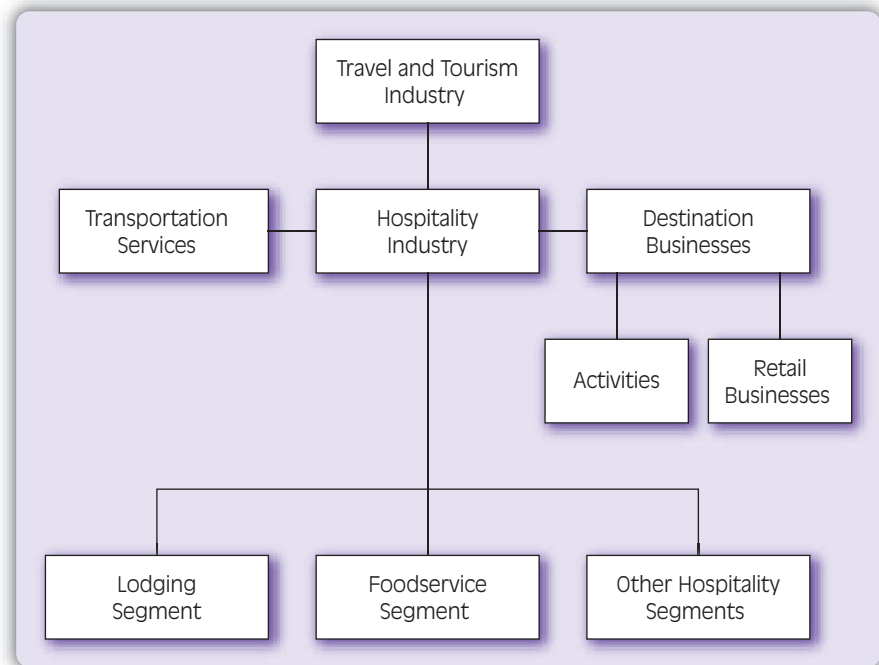 Travel and Tourism
Industry
Transportation
Services
Hospitality
Industry
Destination
Businesses
Activities
Retail
Businesses
Lodging
Segment
Foodservice
Segment
Other Hospitality
Segments